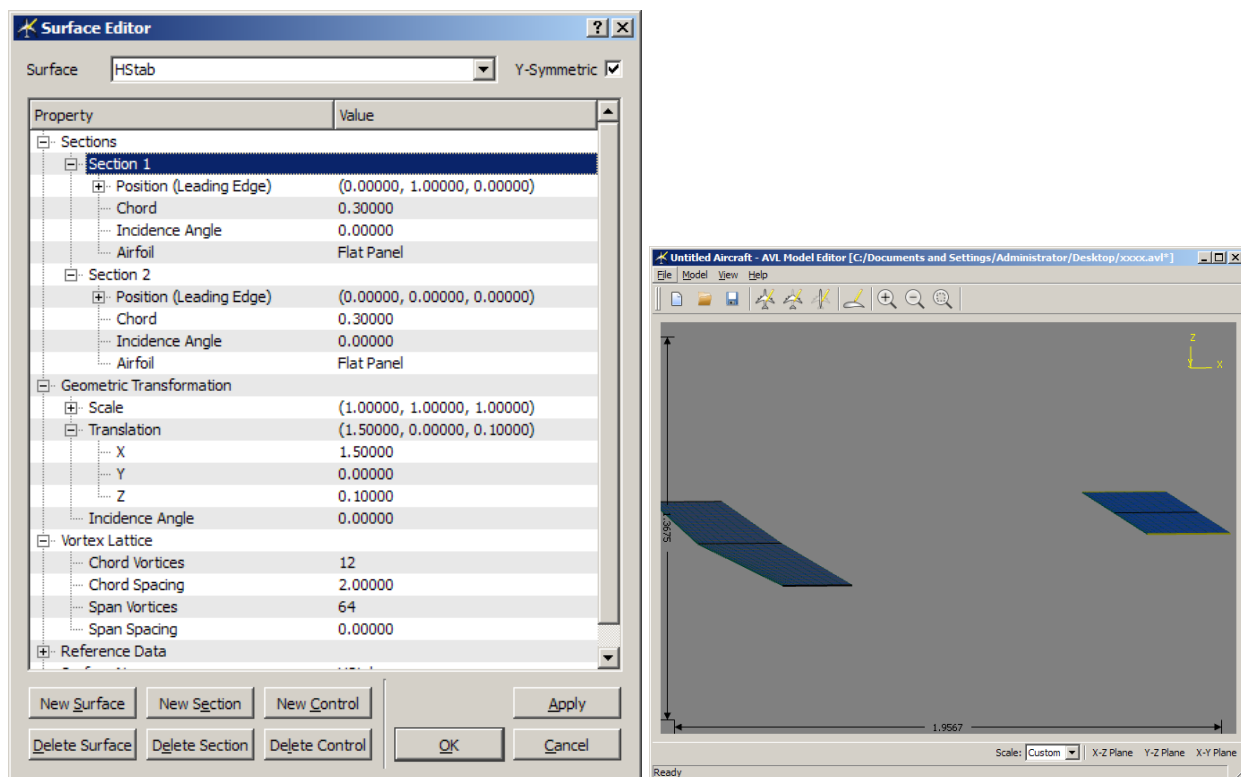 Surface Editor
Surface HStab Y-Symmetric
Property Value
Sections
Section 1
Position (Leading Edge) (0.00000, 1.00000, 0.00000)
Chord 0.30000
Incidence Angle 0.00000
Airfoil Flat Panel
Section 2
Position (Leading Edge) (0.00000, 0.00000, 0.00000)
Chord 0.30000
Incidence Angle 0.00000
Airfoil Flat Panel
Geometric Transformation
Scale (1.00000, 1.00000, 1.00000)
Translation (1.50000, 0.00000, 0.10000)
X 1.50000
Y 0.00000
Z 0.10000
Incidence Angle 0.00000
Vortex Lattice
Chord Vortices 12
Chord Spacing 2.00000
Span Vortices 64
Span Spacing 0.00000
Reference Data
New Surface New Section New Control Apply
Delete Surface Delete Section Delete Control OK Cancel
Untitled Aircraft - AVL Model Editor [C:/Documents and Settings/Administrator/Desktop/xxxx.avl*]
File Model View Help
Z
Y X
1.3675
1.9567
Scale: Custom X-Z Plane Y-Z Plane X-Y Plane
Ready